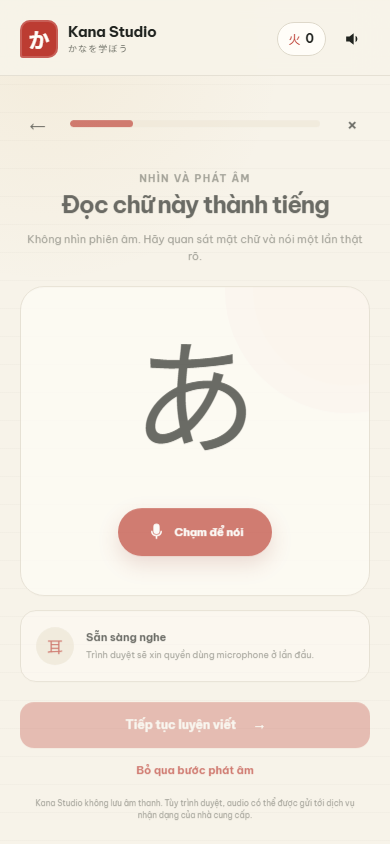 か
Kana Studio
かなを学ぼう
火 0
← ×
NHÌN VÀ PHÁT ÂM
Đọc chữ này thành tiếng
Không nhìn phiên âm. Hãy quan sát mặt chữ và nói một lần thật
rõ.
あ
Chạm để nói
耳
Sẵn sàng nghe
Trình duyệt sẽ xin quyền dùng microphone ở lần đầu.
Tiếp tục luyện viết →
Bỏ qua bước phát âm
Kana Studio không lưu âm thanh. Tùy trình duyệt, audio có thể được gửi tới dịch vụ
nhận dạng của nhà cung cấp.